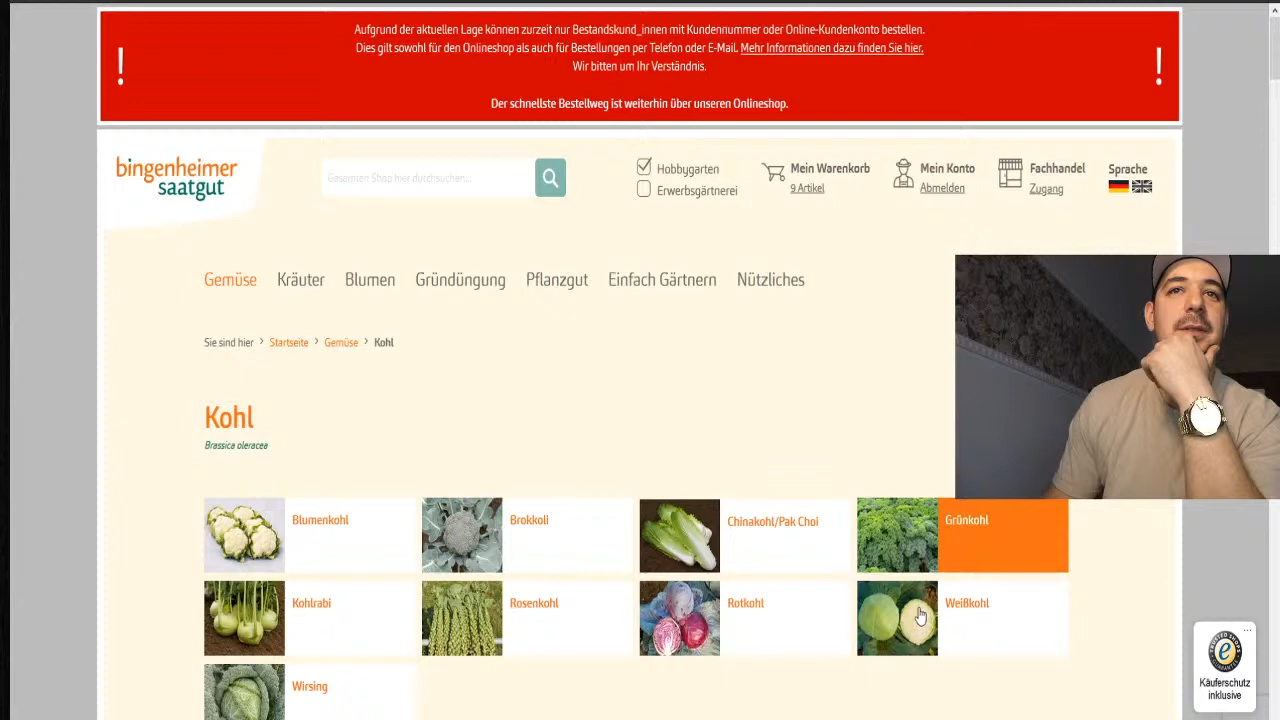 Aufgrund der aktuellen Lage können zurzeit nur Bestandskund_innen mit Kundennummer oder Online-Kundenkonto bestellen.
Dies gilt sowohl für den Onlineshop als auch für Bestellungen per Telefon oder E-Mail. Mehr Informationen dazu finden Sie hier.
Wir bitten um Ihr Verständnis.
!
!
Der schnellste Bestellweg ist weiterhin über unseren Onlineshop.
bingenheimer
saatgut
Gesamten Shop hier durchsuchen...
Hobbygarten
Erwerbsgärtnerei
Mein Warenkorb
9 Artikel
Mein Konto
Abmelden
Fachhandel
Zugang
Sprache
Gemüse Kräuter Blumen Gründüngung Pflanzgut Einfach Gärtnern Nützliches
Sie sind hier > Startseite > Gemüse > Kohl
Kohl
Brassica oleracea
Blumenkohl
Brokkoli
Chinakohl/Pak Choi
Grünkohl
Kohlrabi
Rosenkohl
Rotkohl
Weißkohl
Wirsing
e
Käuferschutz
inklusive